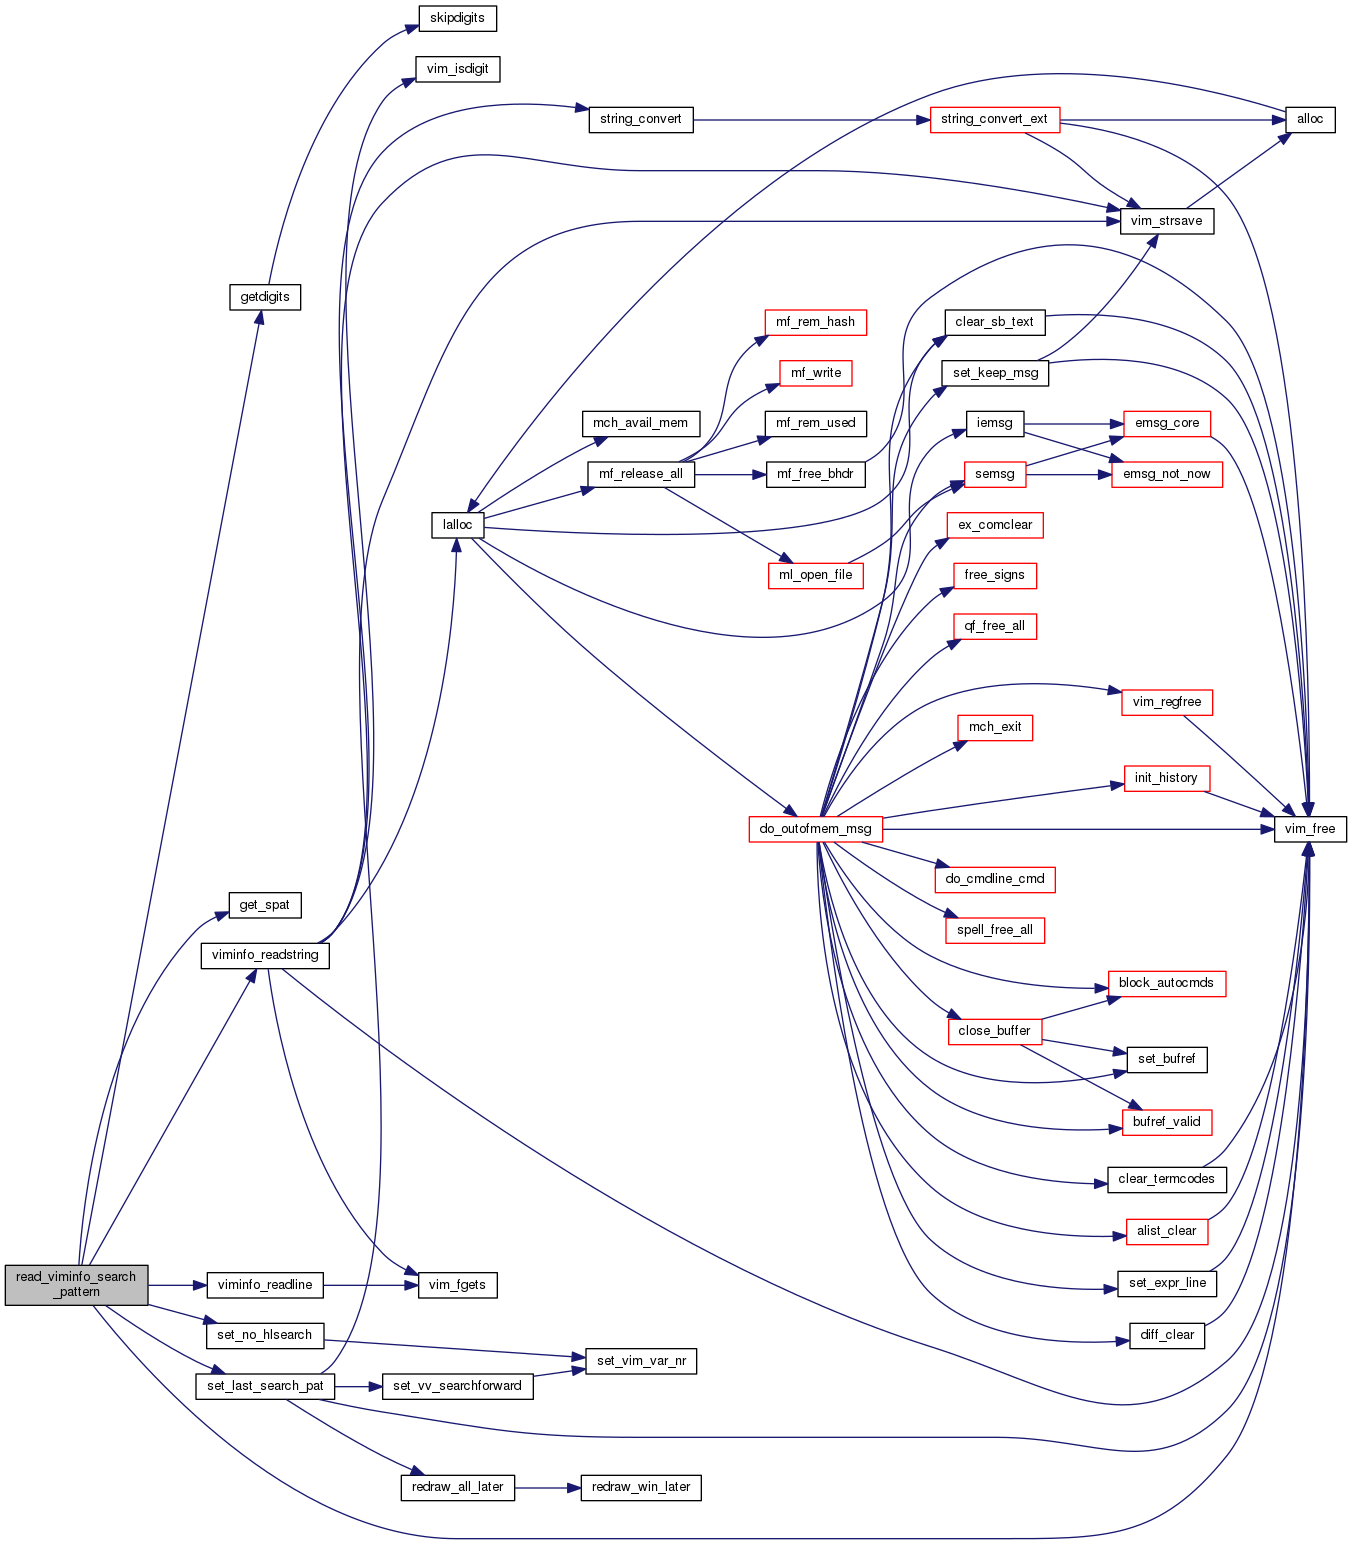 skipdigits
vim_isdigit
string_convert
string_convert_ext
alloc
vim_strsave
getdigits
mf_rem_hash
clear_sb_text
mf_write
set_keep_msg
mch_avail_mem
mf_rem_used
iemsg
emsg_core
mf_release_all
mf_free_bhdr
semsg
emsg_not_now
lalloc
ex_comclear
ml_open_file
free_signs
qf_free_all
vim_regfree
mch_exit
init_history
do_outofmem_msg
vim_free
do_cmdline_cmd
get_spat
spell_free_all
viminfo_readstring
block_autocmds
close_buffer
set_bufref
bufref_valid
clear_termcodes
alist_clear
read_viminfo_search
_pattern
viminfo_readline
vim_fgets
set_expr_line
set_no_hlsearch
diff_clear
set_vim_var_nr
set_last_search_pat
set_vv_searchforward
redraw_all_later
redraw_win_later